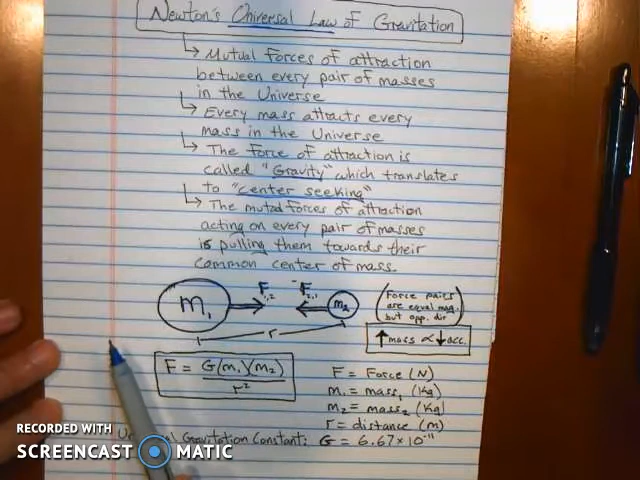 Newton's Universal Law of Gravitation
↳ Mutual forces of attraction
between every pair of masses
in the Universe
↳ Every mass attracts every
mass in the Universe
↳ The force of attraction is
called "Gravity" which translates
to "center seeking"
↳ The mutual forces of attraction
acting on every pair of masses
is pulling them towards their
common center of mass.
m₁ F₁,₂ -F₂,₁ m₂
(Force pairs
are equal mag.
but opp. dir)
r
↑ mass ∝ ↓ acc.
F = G(m₁)(m₂) / r²
F = Force (N)
m₁ = mass₁ (Kg)
m₂ = mass₂ (Kg)
r = distance (m)
Gravitation Constant: G = 6.67 × 10⁻¹¹
RECORDED WITH
SCREENCAST MATIC